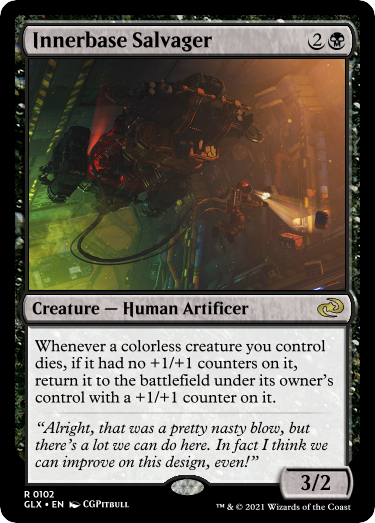 Innerbase Salvager 2
Creature — Human Artificer
Whenever a colorless creature you control
dies, if it had no +1/+1 counters on it,
return it to the battlefield under its owner's
control with a +1/+1 counter on it.
“Alright, that was a pretty nasty blow, but
there's a lot we can do here. In fact I think we
can improve on this design, even!”
3/2
R 0102
GLX • EN CGPitbull
™ & © 2021 Wizards of the Coast